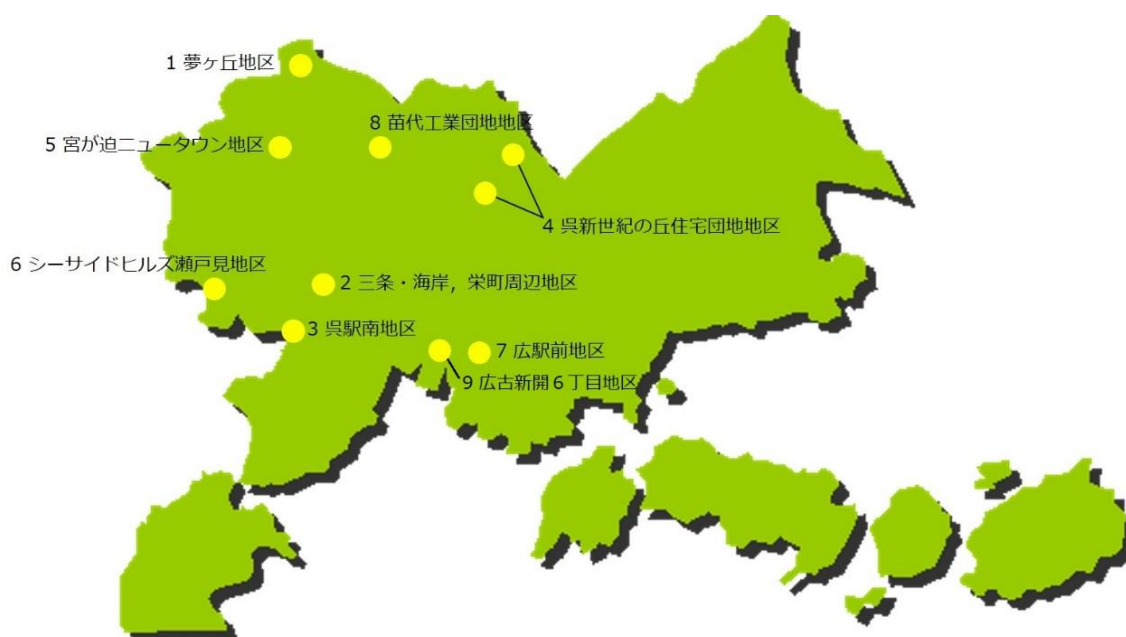 1 夢ヶ丘地区
8 苗代工業団地地区
5 宮が迫ニュータウン地区
4 呉新世紀の丘住宅団地地区
6 シーサイドヒルズ瀬戸見地区
2 三条・海岸，栄町周辺地区
3 呉駅南地区
7 広駅前地区
9 広古新開６丁目地区